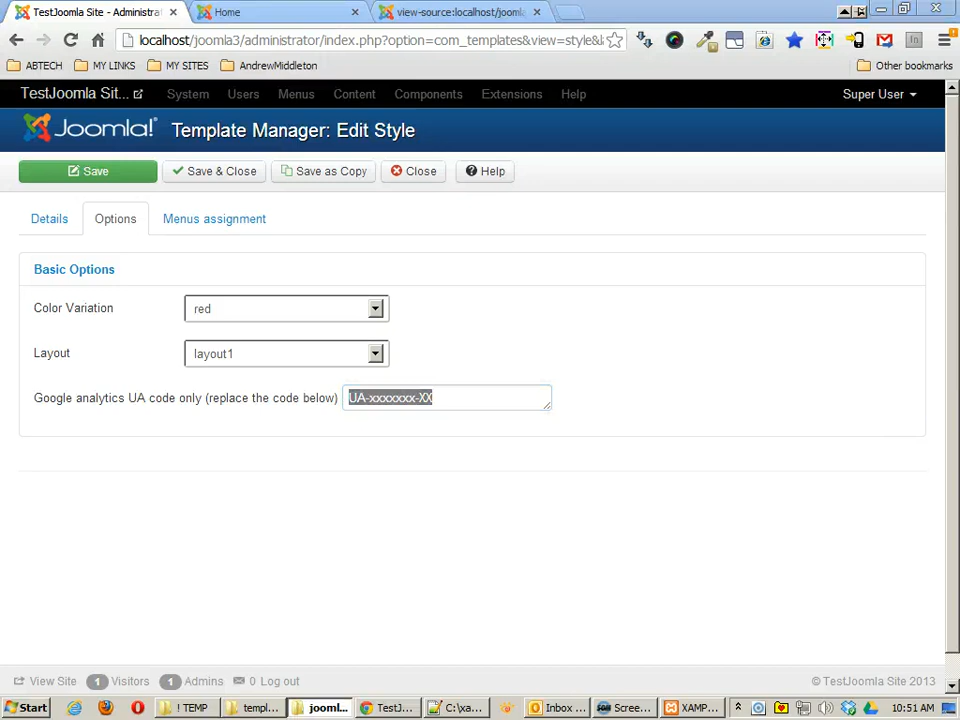 TestJoomla Site - Administra
Home
view-source:localhost/joomla
localhost/joomla3/administrator/index.php?option=com_templates&view=style&l
ABTECH
MY LINKS
MY SITES
AndrewMiddleton
Other bookmarks
TestJoomla Sit...
System
Users
Menus
Content
Components
Extensions
Help
Super User
Joomla!
Template Manager: Edit Style
Save
Save & Close
Save as Copy
Close
Help
Details
Options
Menus assignment
Basic Options
Color Variation
red
Layout
layout1
Google analytics UA code only (replace the code below)
UA-xxxxxxx-XX
View Site
1 Visitors
1 Admins
0 Log out
© TestJoomla Site 2013
Start
! TEMP
templ...
jooml...
TestJ...
C:\xa...
Inbox ...
Scree...
XAMP...
10:51 AM